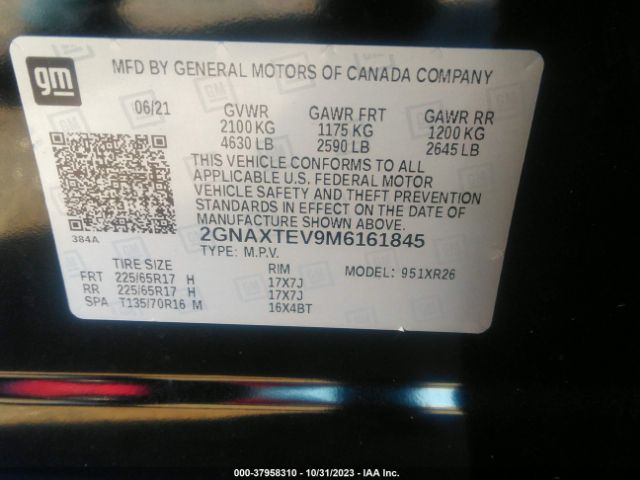 gm
MFD BY GENERAL MOTORS OF CANADA COMPANY
06/21 GVWR GAWR FRT GAWR RR
2100 KG 1175 KG 1200 KG
4630 LB 2590 LB 2645 LB
THIS VEHICLE CONFORMS TO ALL
APPLICABLE U.S. FEDERAL MOTOR
VEHICLE SAFETY AND THEFT PREVENTION
STANDARDS IN EFFECT ON THE DATE OF
MANUFACTURE SHOWN ABOVE.
384A
2GNAXTEV9M6161845
TYPE: M.P.V.
TIRE SIZE RIM MODEL: 951XR26
FRT 225/65R17 H 17X7J
RR 225/65R17 H 17X7J
SPA T135/70R16 M 16X4BT
000-37958310 - 10/31/2023 - IAA Inc.